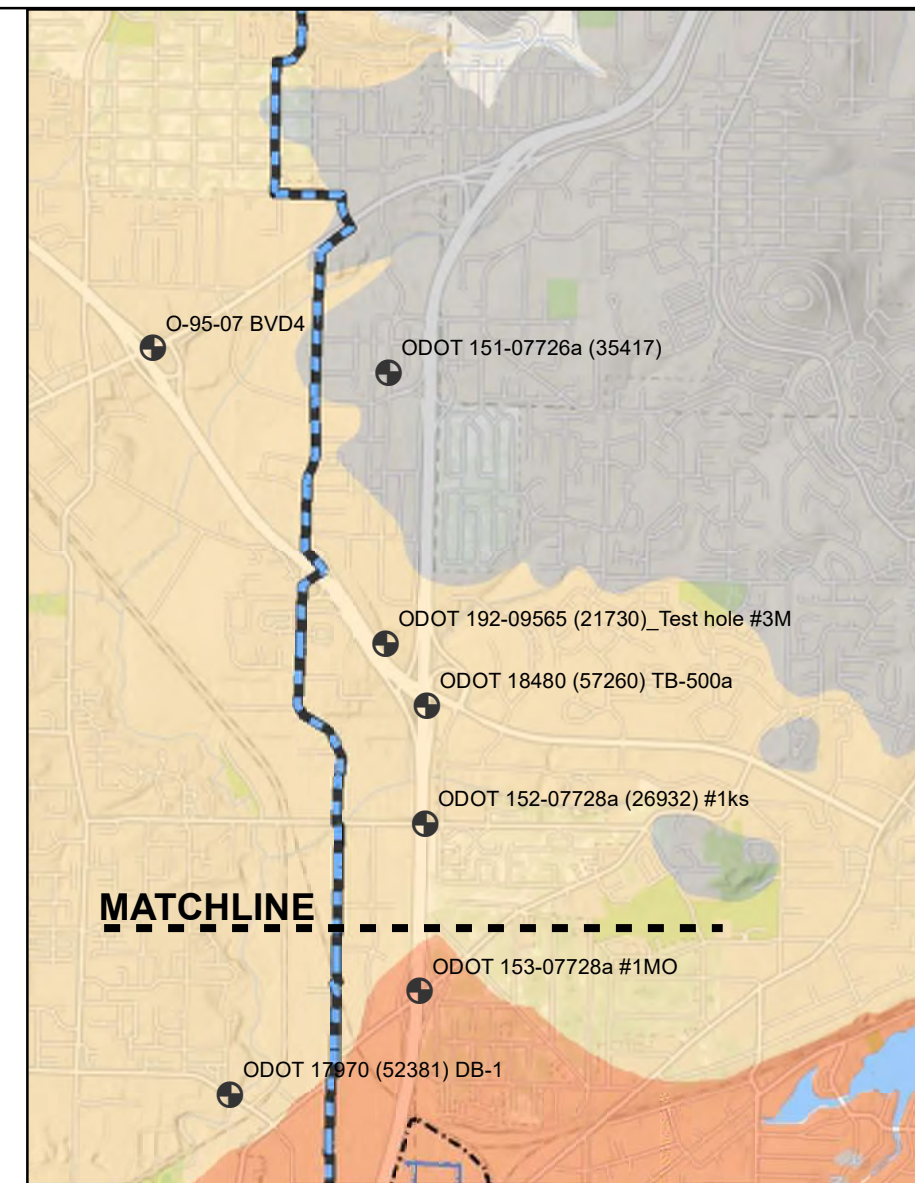 O-95-07 BVD4
ODOT 151-07726a (35417)
ODOT 192-09565 (21730)_Test hole #3M
ODOT 18480 (57260) TB-500a
ODOT 152-07728a (26932) #1ks
MATCHLINE
ODOT 153-07728a #1MO
ODOT 17970 (52381) DB-1